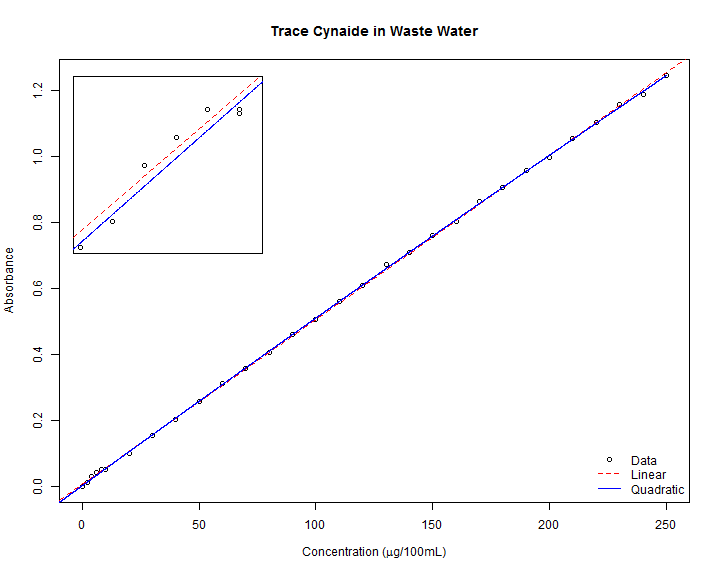 Trace Cynaide in Waste Water
Absorbance
1.2
1.0
0.8
0.6
0.4
0.2
0.0
Data
Linear
Quadratic
0 50 100 150 200 250
Concentration (μg/100mL)